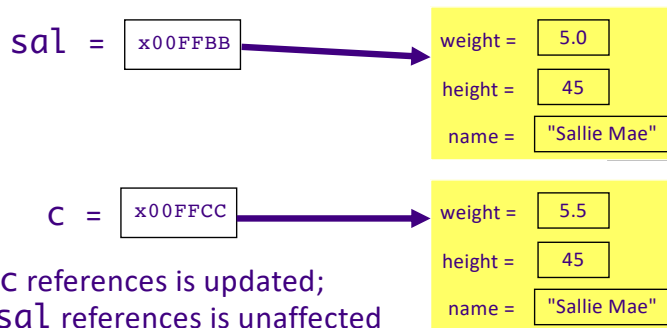 sal = x00FFBB
weight = 5.0
height = 45
name = "Sallie Mae"
c = x00FFCC
weight = 5.5
height = 45
name = "Sallie Mae"
c references is updated;
sal references is unaffected